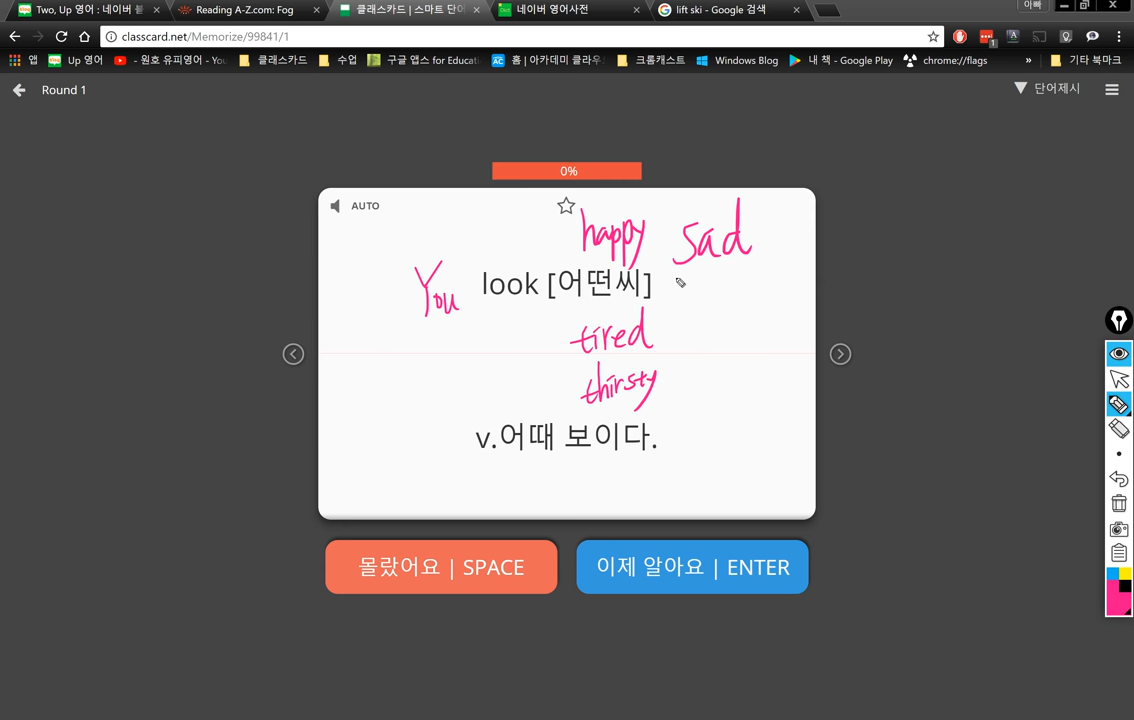 Two, Up 영어 : 네이버 블
Reading A-Z.com: Fog
클래스카드 | 스마트 단어
네이버 영어사전
lift ski - Google 검색
아빠
classcard.net/Memorize/99841/1
앱
Up 영어
- 원호 유피영어 - You
클래스카드
수업
구글 앱스 for Educati
홈 | 아카데미 클라우
크롬캐스트
Windows Blog
내 책 - Google Play
chrome://flags
»
기타 북마크
Round 1
단어제시
0%
AUTO
happy sad
You look [어떤씨]
tired
thirsty
v.어때 보이다.
몰랐어요 | SPACE
이제 알아요 | ENTER